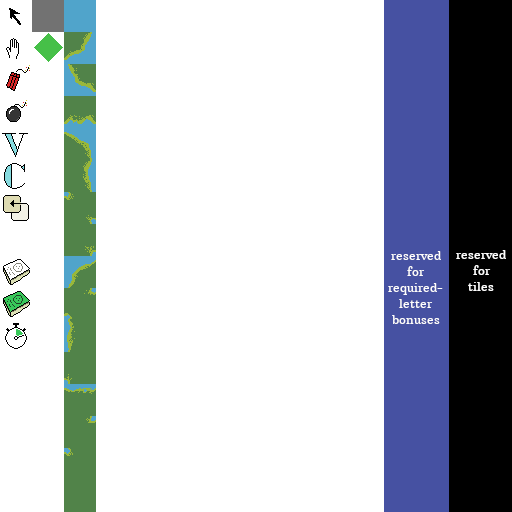 V
C
reserved
for
required-
letter
bonuses
reserved
for
tiles